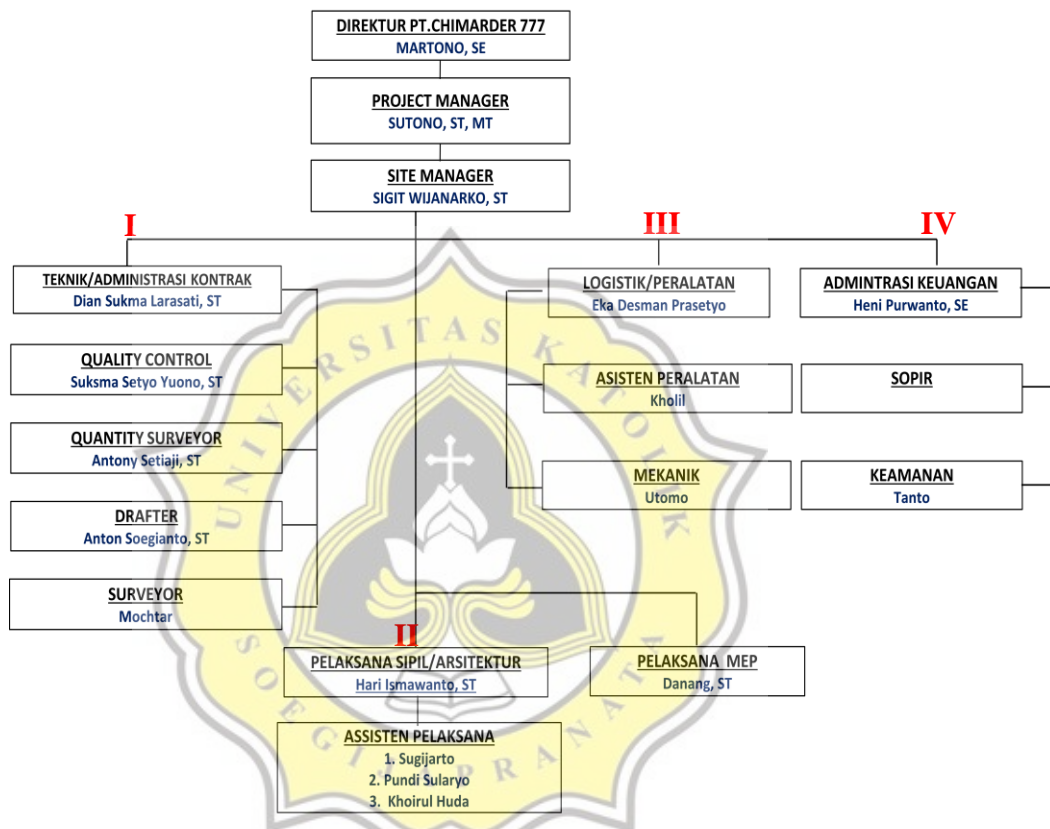 DIREKTUR PT.CHIMARDER 777
MARTONO, SE
PROJECT MANAGER
SUTONO, ST, MT
SITE MANAGER
SIGIT WIJANARKO, ST
I
TEKNIK/ADMINISTRASI KONTRAK
Dian Sukma Larasati, ST
QUALITY CONTROL
Suksma Setyo Yuono, ST
QUANTITY SURVEYOR
Antony Setiaji, ST
DRAFTER
Anton Soegianto, ST
SURVEYOR
Mochtar
II
PELAKSANA SIPIL/ARSITEKTUR
Hari Ismawanto, ST
PELAKSANA MEP
Danang, ST
ASSISTEN PELAKSANA
1. Sugijarto
2. Pundi Sularyo
3. Khoirul Huda
III
LOGISTIK/PERALATAN
Eka Desman Prasetyo
ASISTEN PERALATAN
Kholil
MEKANIK
Utomo
IV
ADMINTRASI KEUANGAN
Heni Purwanto, SE
SOPIR
KEAMANAN
Tanto
UNIVERSITAS KATOLIK
SOEGIJAPRANATA